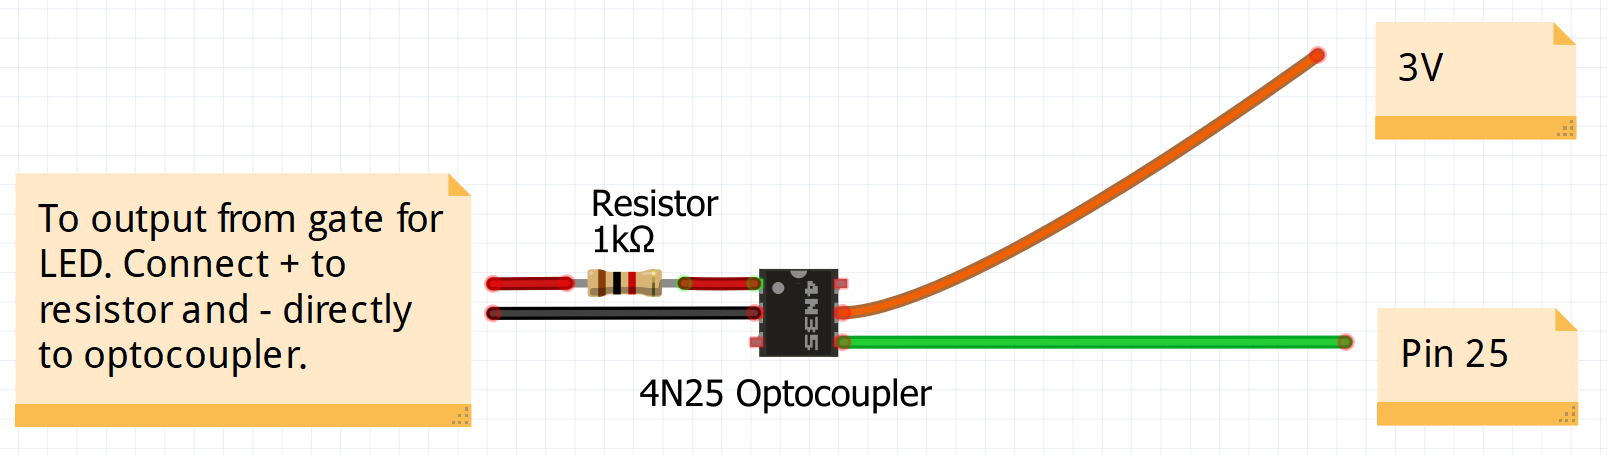 To output from gate for
LED. Connect + to
resistor and - directly
to optocoupler.
Resistor
1kΩ
4N25
4N25 Optocoupler
3V
Pin 25